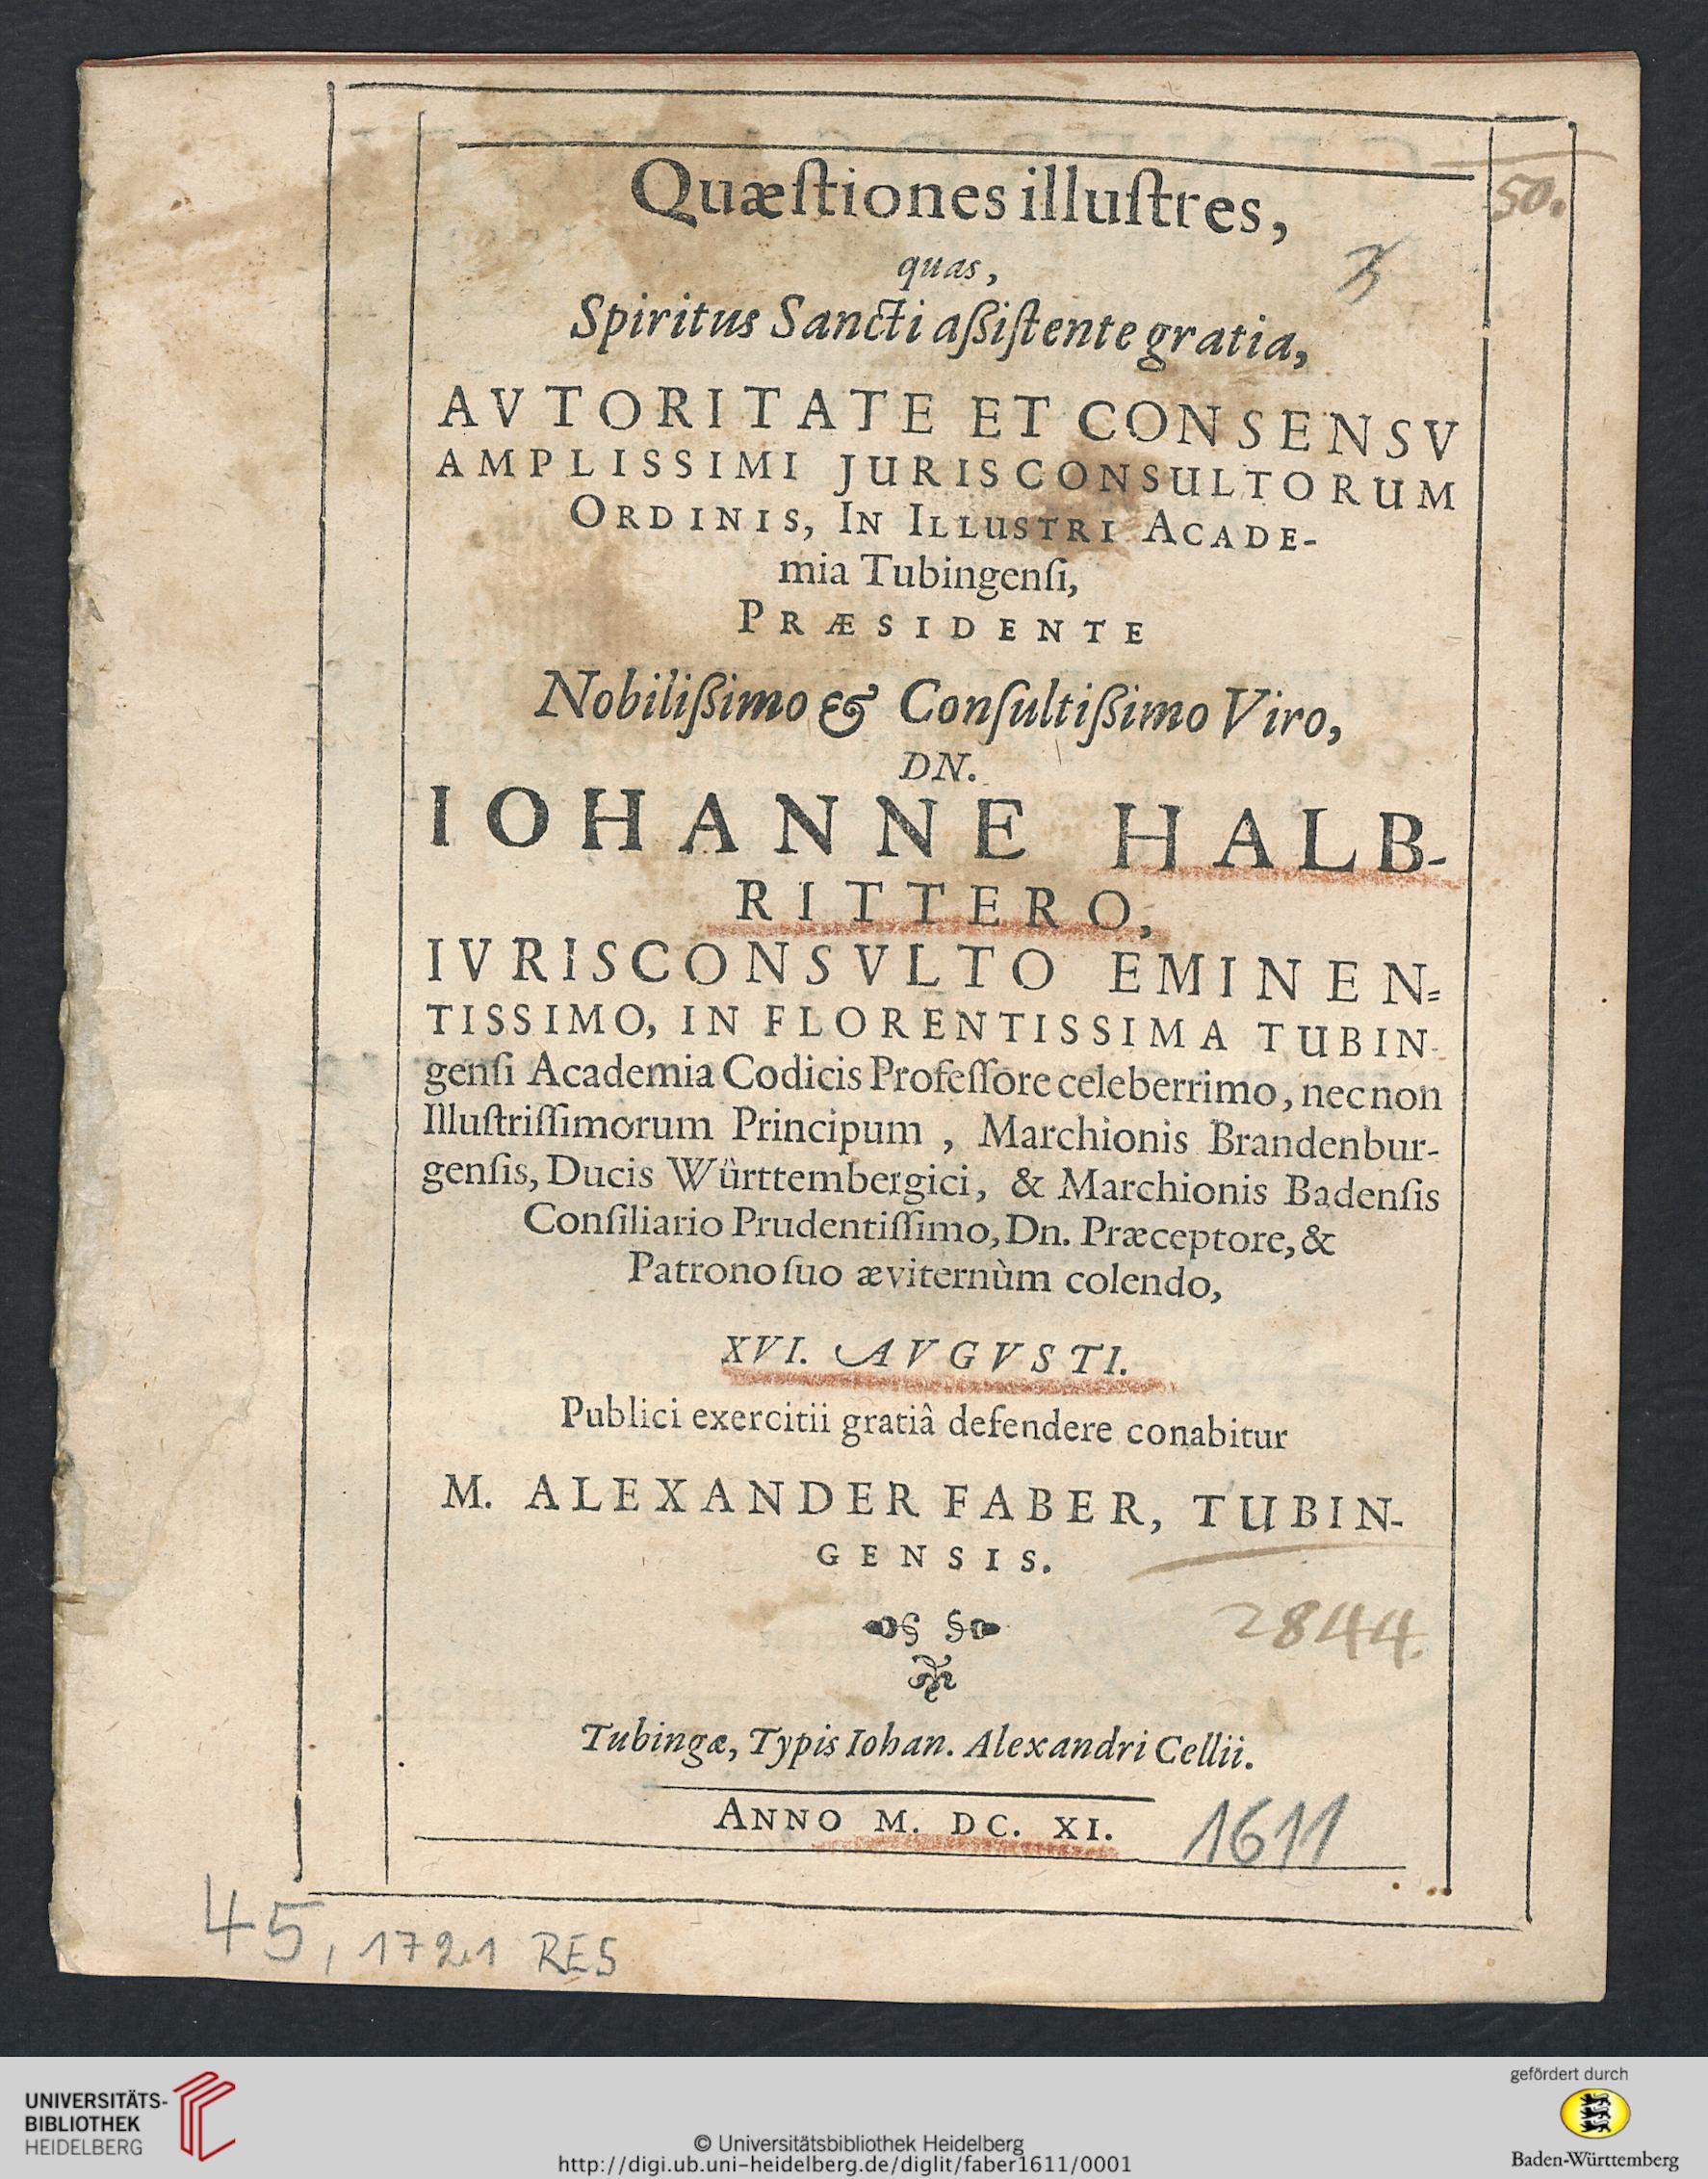 Quæſtiones illuſtres,
50.
quas,
3
Spiritus Sancti aßiſtente gratia,
AVTORITATE ET CONSENSV
AMPLISSIMI JURISCONSULTORUM
ORDINIS, IN ILLUSTRI ACADE-
mia Tubingenſi,
PRÆSIDENTE
Nobilißimo & Conſultißimo Viro,
DN.
IOHANNE HALB-
RITTERO,
IVRISCONSVLTO EMINEN=
TISSIMO, IN FLORENTISSIMA TUBIN-
genſi Academia Codicis Profeſſore celeberrimo, necnon
Illuſtriſſimorum Principum, Marchionis Brandenbur-
genſis, Ducis Württembergici, & Marchionis Badenſis
Conſiliario Prudentiſſimo, Dn. Præceptore, &
Patrono ſuo æviternùm colendo,
XVI. AVGVSTI.
Publici exercitii gratiâ defendere conabitur
M. ALEXANDER FABER, TUBIN-
GENSIS.
2844.
Tubingæ, Typis Iohan. Alexandri Cellii.
ANNO M. DC. XI.
1611
45, 172.1 RES
UNIVERSITÄTS-
BIBLIOTHEK
HEIDELBERG
© Universitätsbibliothek Heidelberg
http://digi.ub.uni-heidelberg.de/diglit/faber1611/0001
gefördert durch
Baden-Württemberg